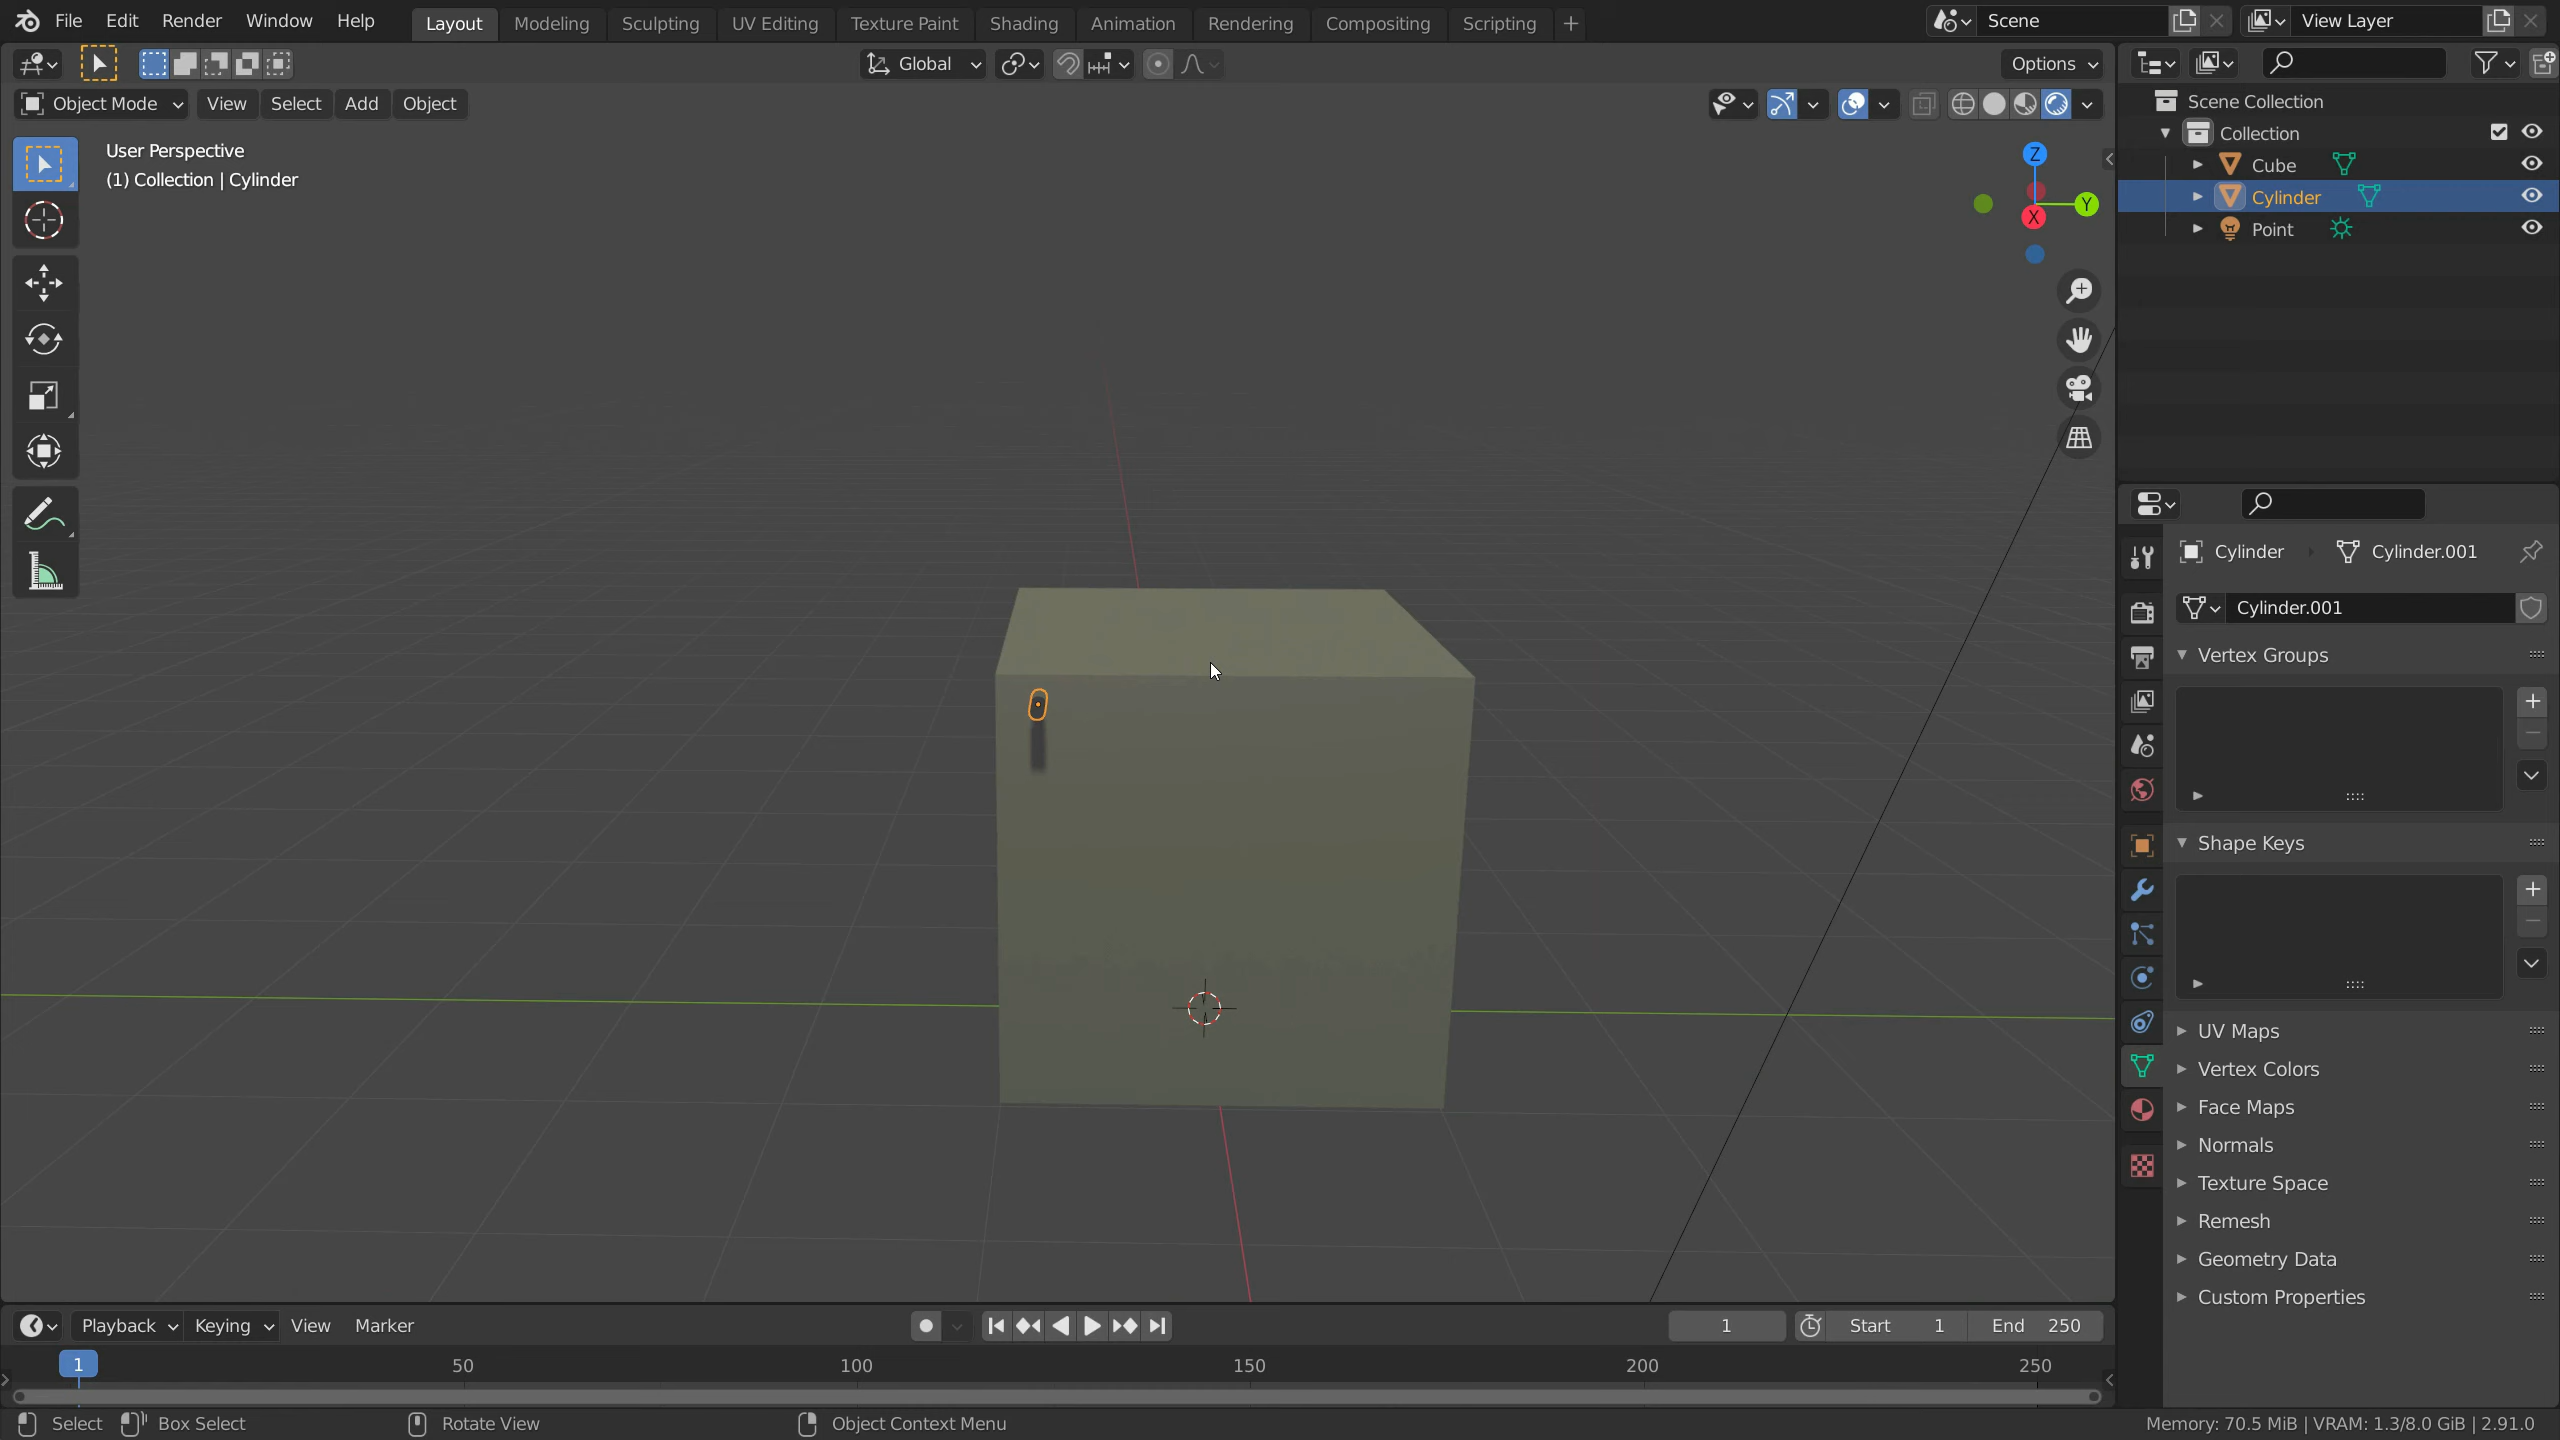 File Edit Render Window Help Layout Modeling Sculpting UV Editing Texture Paint Shading Animation Rendering Compositing Scripting Scene View Layer
Global Options
Object Mode View Select Add Object
User Perspective
(1) Collection | Cylinder
Z
Y
X
Scene Collection
Collection
Cube
Cylinder
Point
Cylinder Cylinder.001
Cylinder.001
Vertex Groups
Shape Keys
UV Maps
Vertex Colors
Face Maps
Normals
Texture Space
Remesh
Geometry Data
Custom Properties
Playback Keying View Marker 1 Start 1 End 250
1 50 100 150 200 250
Select Box Select Rotate View Object Context Menu Memory: 70.5 MiB | VRAM: 1.3/8.0 GiB | 2.91.0